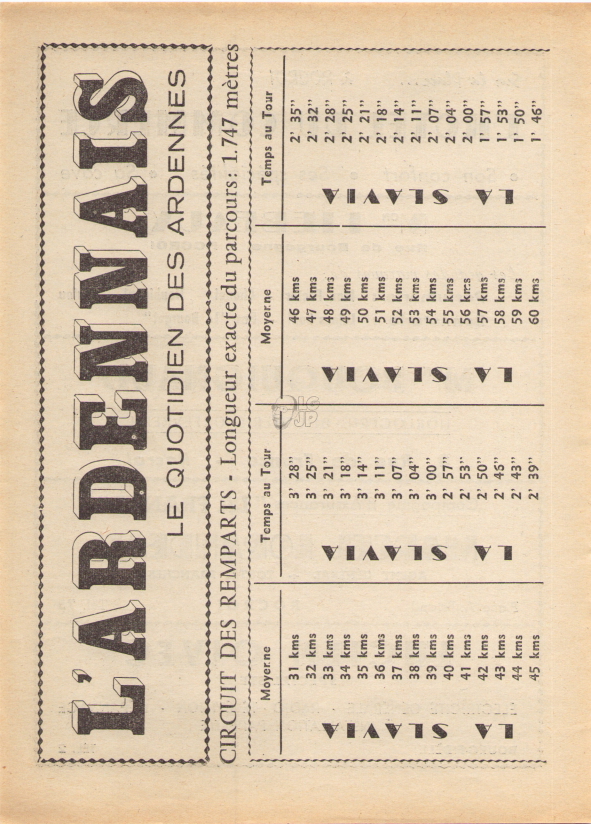 L'ARDENNAIS
LE QUOTIDIEN DES ARDENNES
CIRCUIT DES REMPARTS - Longueur exacte du parcours: 1.747 mètres
Moyenne Temps au Tour Moyenne Temps au Tour
31 kms 3' 28'' 46 kms 2' 35''
32 kms 3' 25'' 47 kms 2' 32''
33 kms 3' 21'' 48 kms 2' 28''
34 kms 3' 18'' 49 kms 2' 25''
35 kms 3' 14'' 50 kms 2' 21''
36 kms 3' 11'' 51 kms 2' 18''
37 kms 3' 07'' 52 kms 2' 14''
38 kms 3' 04'' 53 kms 2' 11''
39 kms 3' 00'' 54 kms 2' 07''
40 kms 2' 57'' 55 kms 2' 04''
41 kms 2' 53'' 56 kms 2' 00''
42 kms 2' 50'' 57 kms 1' 57''
43 kms 2' 46'' 58 kms 1' 53''
44 kms 2' 43'' 59 kms 1' 50''
45 kms 2' 39'' 60 kms 1' 46''
LA SLAVIA
LA SLAVIA
LA SLAVIA
LA SLAVIA
LG
JP